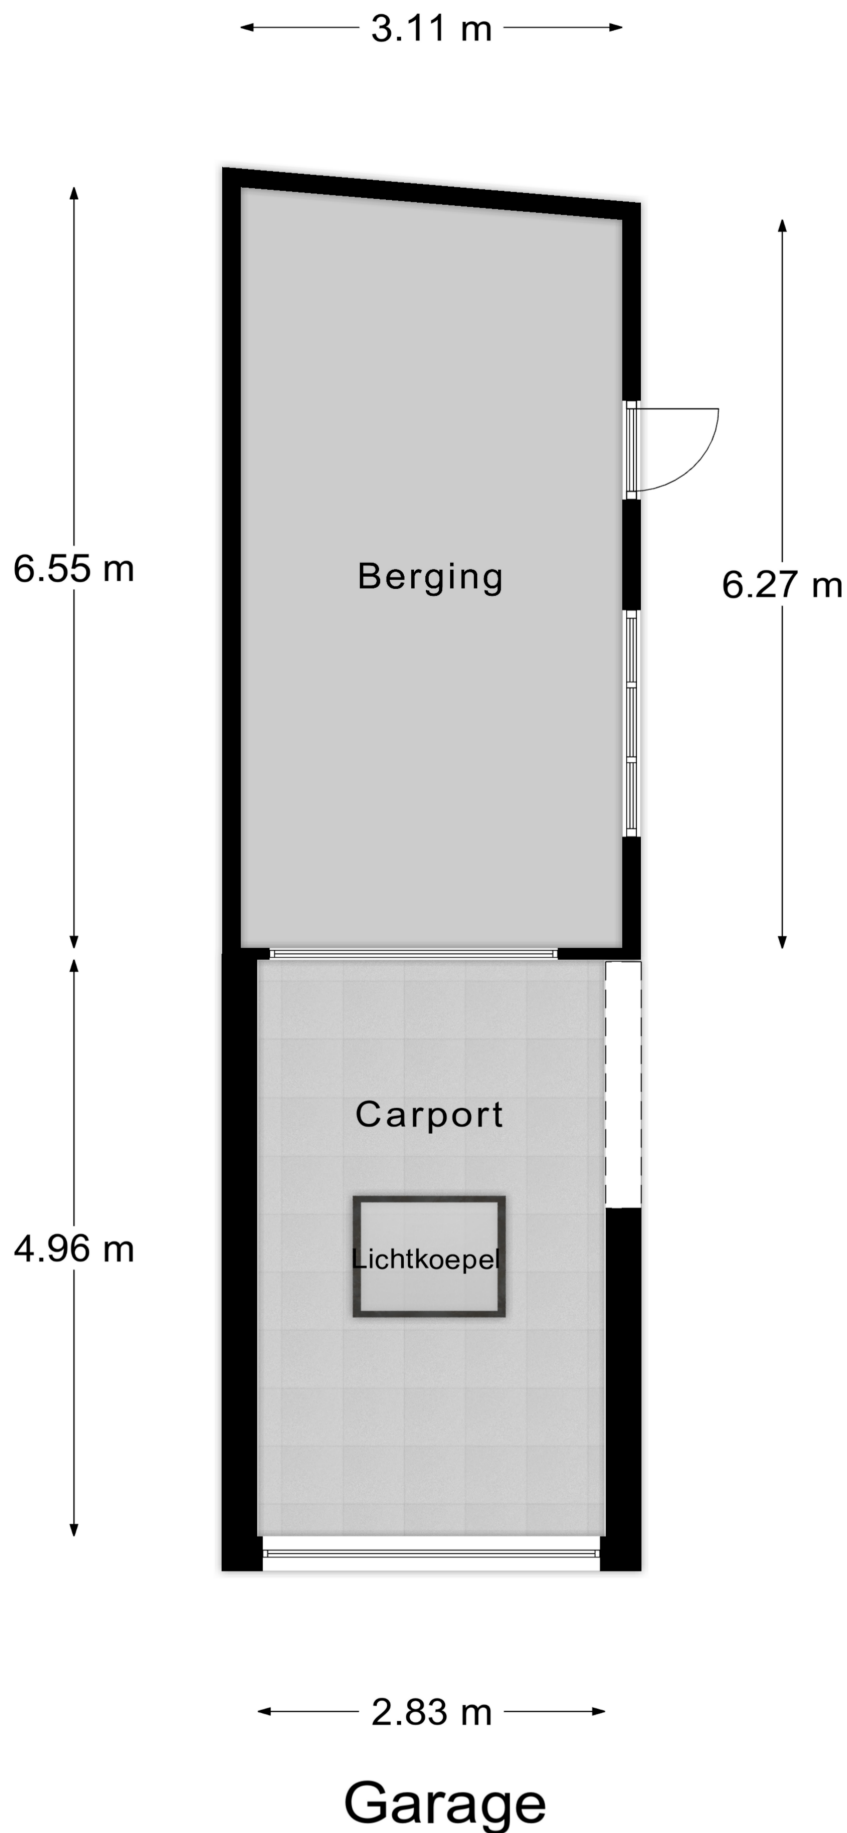 3.11 m
6.55 m
Berging
6.27 m
Carport
4.96 m
Lichtkoepel
2.83 m
Garage